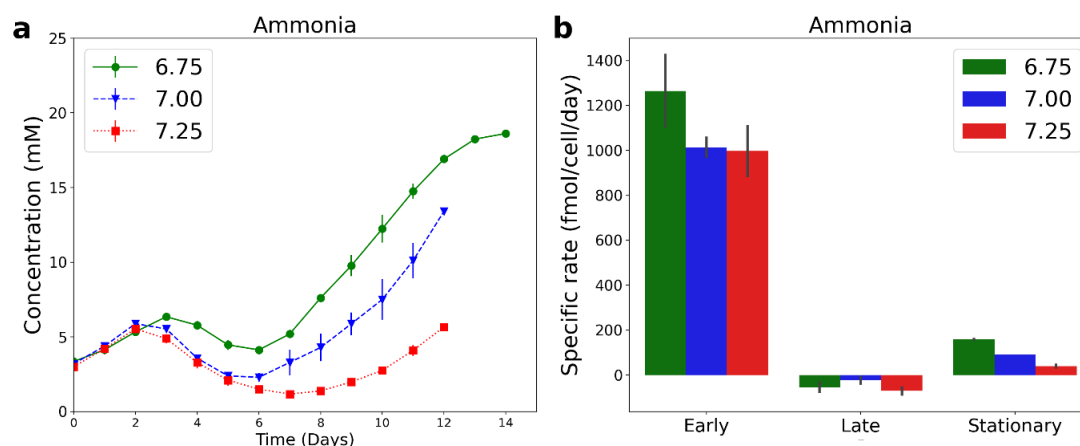 a
Ammonia
Concentration (mM)
25
20
15
10
5
0
6.75
7.00
7.25
0 2 4 6 8 10 12 14
Time (Days)
b
Ammonia
Specific rate (fmol/cell/day)
1400
1200
1000
800
600
400
200
0
6.75
7.00
7.25
Early Late Stationary